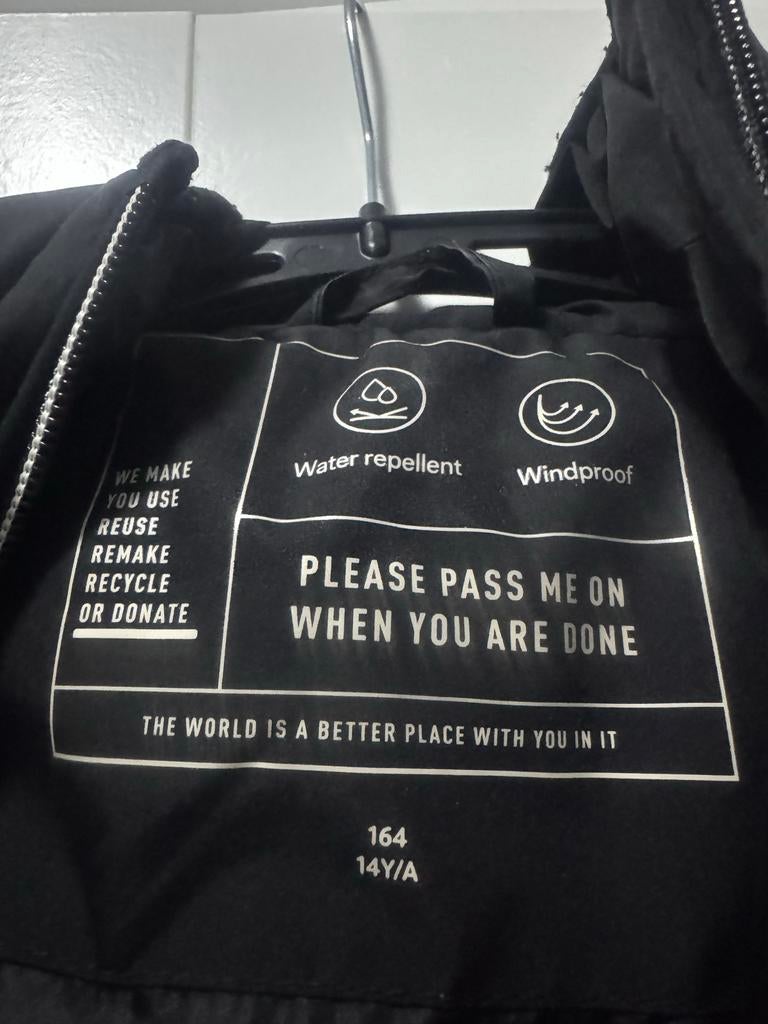 Water repellent
Windproof
WE MAKE
YOU USE
REUSE
REMAKE
RECYCLE
OR DONATE
PLEASE PASS ME ON
WHEN YOU ARE DONE
THE WORLD IS A BETTER PLACE WITH YOU IN IT
164
14Y/A